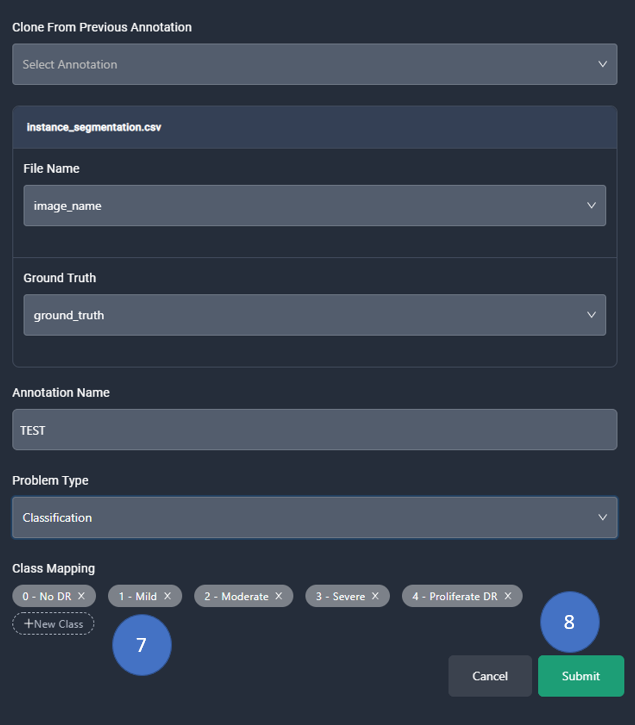 Clone From Previous Annotation
Select Annotation
instance_segmentation.csv
File Name
image_name
Ground Truth
ground_truth
Annotation Name
TEST
Problem Type
Classification
Class Mapping
0 - No DR × 1 - Mild × 2 - Moderate × 3 - Severe × 4 - Proliferate DR ×
+New Class
7
8
Cancel Submit